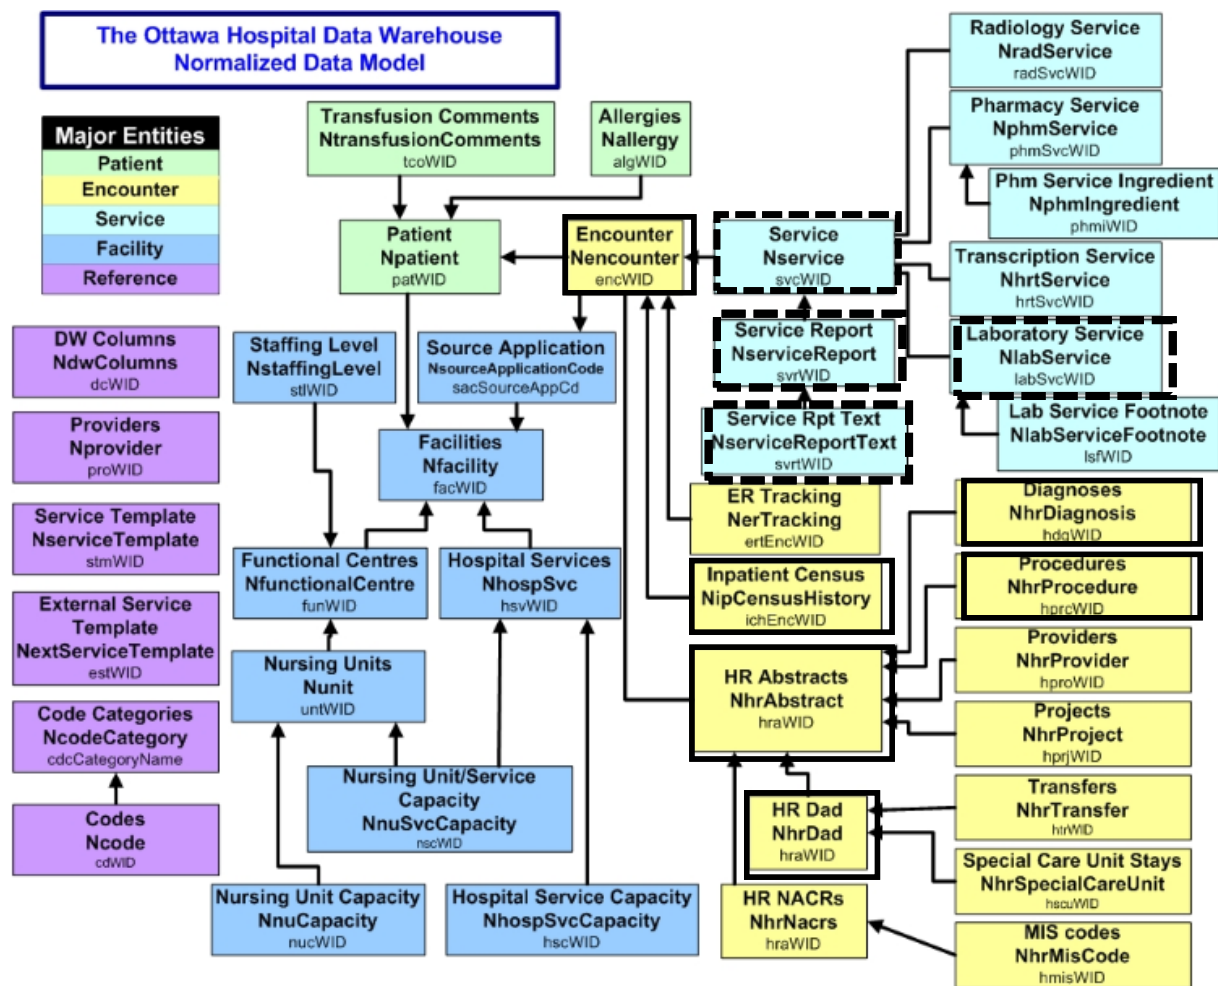 The Ottawa Hospital Data Warehouse
Normalized Data Model
Major Entities
Patient
Encounter
Service
Facility
Reference
DW Columns
NdwColumns
dcWID
Providers
Nprovider
proWID
Service Template
NserviceTemplate
stmWID
External Service
Template
NextServiceTemplate
estWID
Code Categories
NcodeCategory
cdcCategoryName
Codes
Ncode
cdWID
Transfusion Comments
NtransfusionComments
tcoWID
Allergies
Nallergy
algWID
Patient
Npatient
patWID
Encounter
Nencounter
encWID
Staffing Level
NstaffingLevel
stlWID
Source Application
NsourceApplicationCode
sacSourceAppCd
Facilities
Nfacility
facWID
Functional Centres
NfunctionalCentre
funWID
Hospital Services
NhospSvc
hsvWID
Nursing Units
Nunit
untWID
Nursing Unit/Service
Capacity
NnuSvcCapacity
nscWID
Nursing Unit Capacity
NnuCapacity
nucWID
Hospital Service Capacity
NhospSvcCapacity
hscWID
Service
Nservice
svcWID
Service Report
NserviceReport
svrWID
Service Rpt Text
NserviceReportText
svrtWID
Radiology Service
NradService
radSvcWID
Pharmacy Service
NphmService
phmSvcWID
Phm Service Ingredient
NphmIngredient
phmiWID
Transcription Service
NhrtService
hrtSvcWID
Laboratory Service
NlabService
labSvcWID
Lab Service Footnote
NlabServiceFootnote
lsfWID
ER Tracking
NerTracking
ertEncWID
Inpatient Census
NipCensusHistory
ichEncWID
HR Abstracts
NhrAbstract
hraWID
HR Dad
NhrDad
hraWID
HR NACRs
NhrNacrs
hraWID
Diagnoses
NhrDiagnosis
hdgWID
Procedures
NhrProcedure
hprcWID
Providers
NhrProvider
hproWID
Projects
NhrProject
hprjWID
Transfers
NhrTransfer
htrWID
Special Care Unit Stays
NhrSpecialCareUnit
hscuWID
MIS codes
NhrMisCode
hmisWID